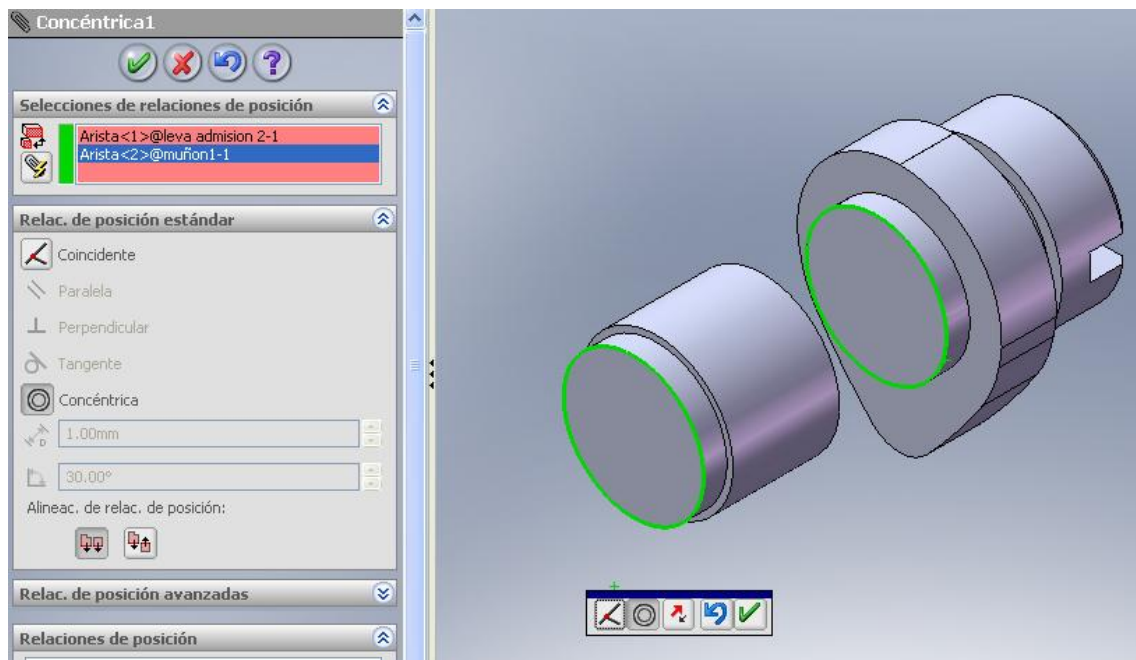 Concéntrica1
Selecciones de relaciones de posición
Arista<1>@leva admision 2-1
Arista<2>@muñon1-1
Relac. de posición estándar
Coincidente
Paralela
Perpendicular
Tangente
Concéntrica
1.00mm
30.00°
Alineac. de relac. de posición:
Relac. de posición avanzadas
Relaciones de posición